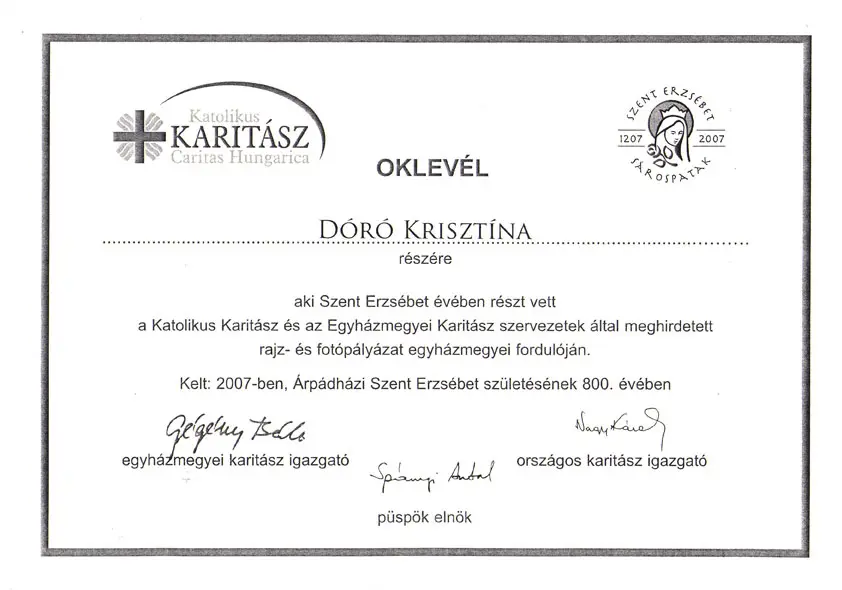 Katolikus
KARITÁSZ
Caritas Hungarica
SZENT ERZSÉBET
1207 2007
SÁROSPATAK
OKLEVÉL
DÓRÓ KRISZTÍNA
részére
aki Szent Erzsébet évében részt vett
a Katolikus Karitász és az Egyházmegyei Karitász szervezetek által meghirdetett
rajz- és fotópályázat egyházmegyei fordulóján.
Kelt: 2007-ben, Árpádházi Szent Erzsébet születésének 800. évében
Gégény Béla
Nagy Károly
egyházmegyei karitász igazgató
országos karitász igazgató
Spányi Antal
püspök elnök